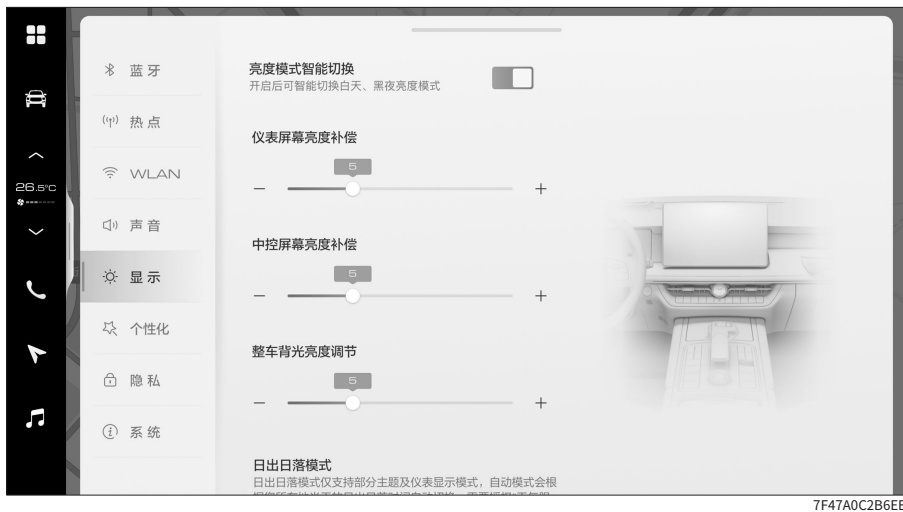 蓝牙
热点
WLAN
声音
显示
个性化
隐私
系统
26.5°C
亮度模式智能切换
开启后可智能切换白天、黑夜亮度模式
仪表屏幕亮度补偿
5
中控屏幕亮度补偿
5
整车背光亮度调节
5
日出日落模式
日出日落模式仅支持部分主题及仪表显示模式，自动模式会根
7F47A0C2B6EE